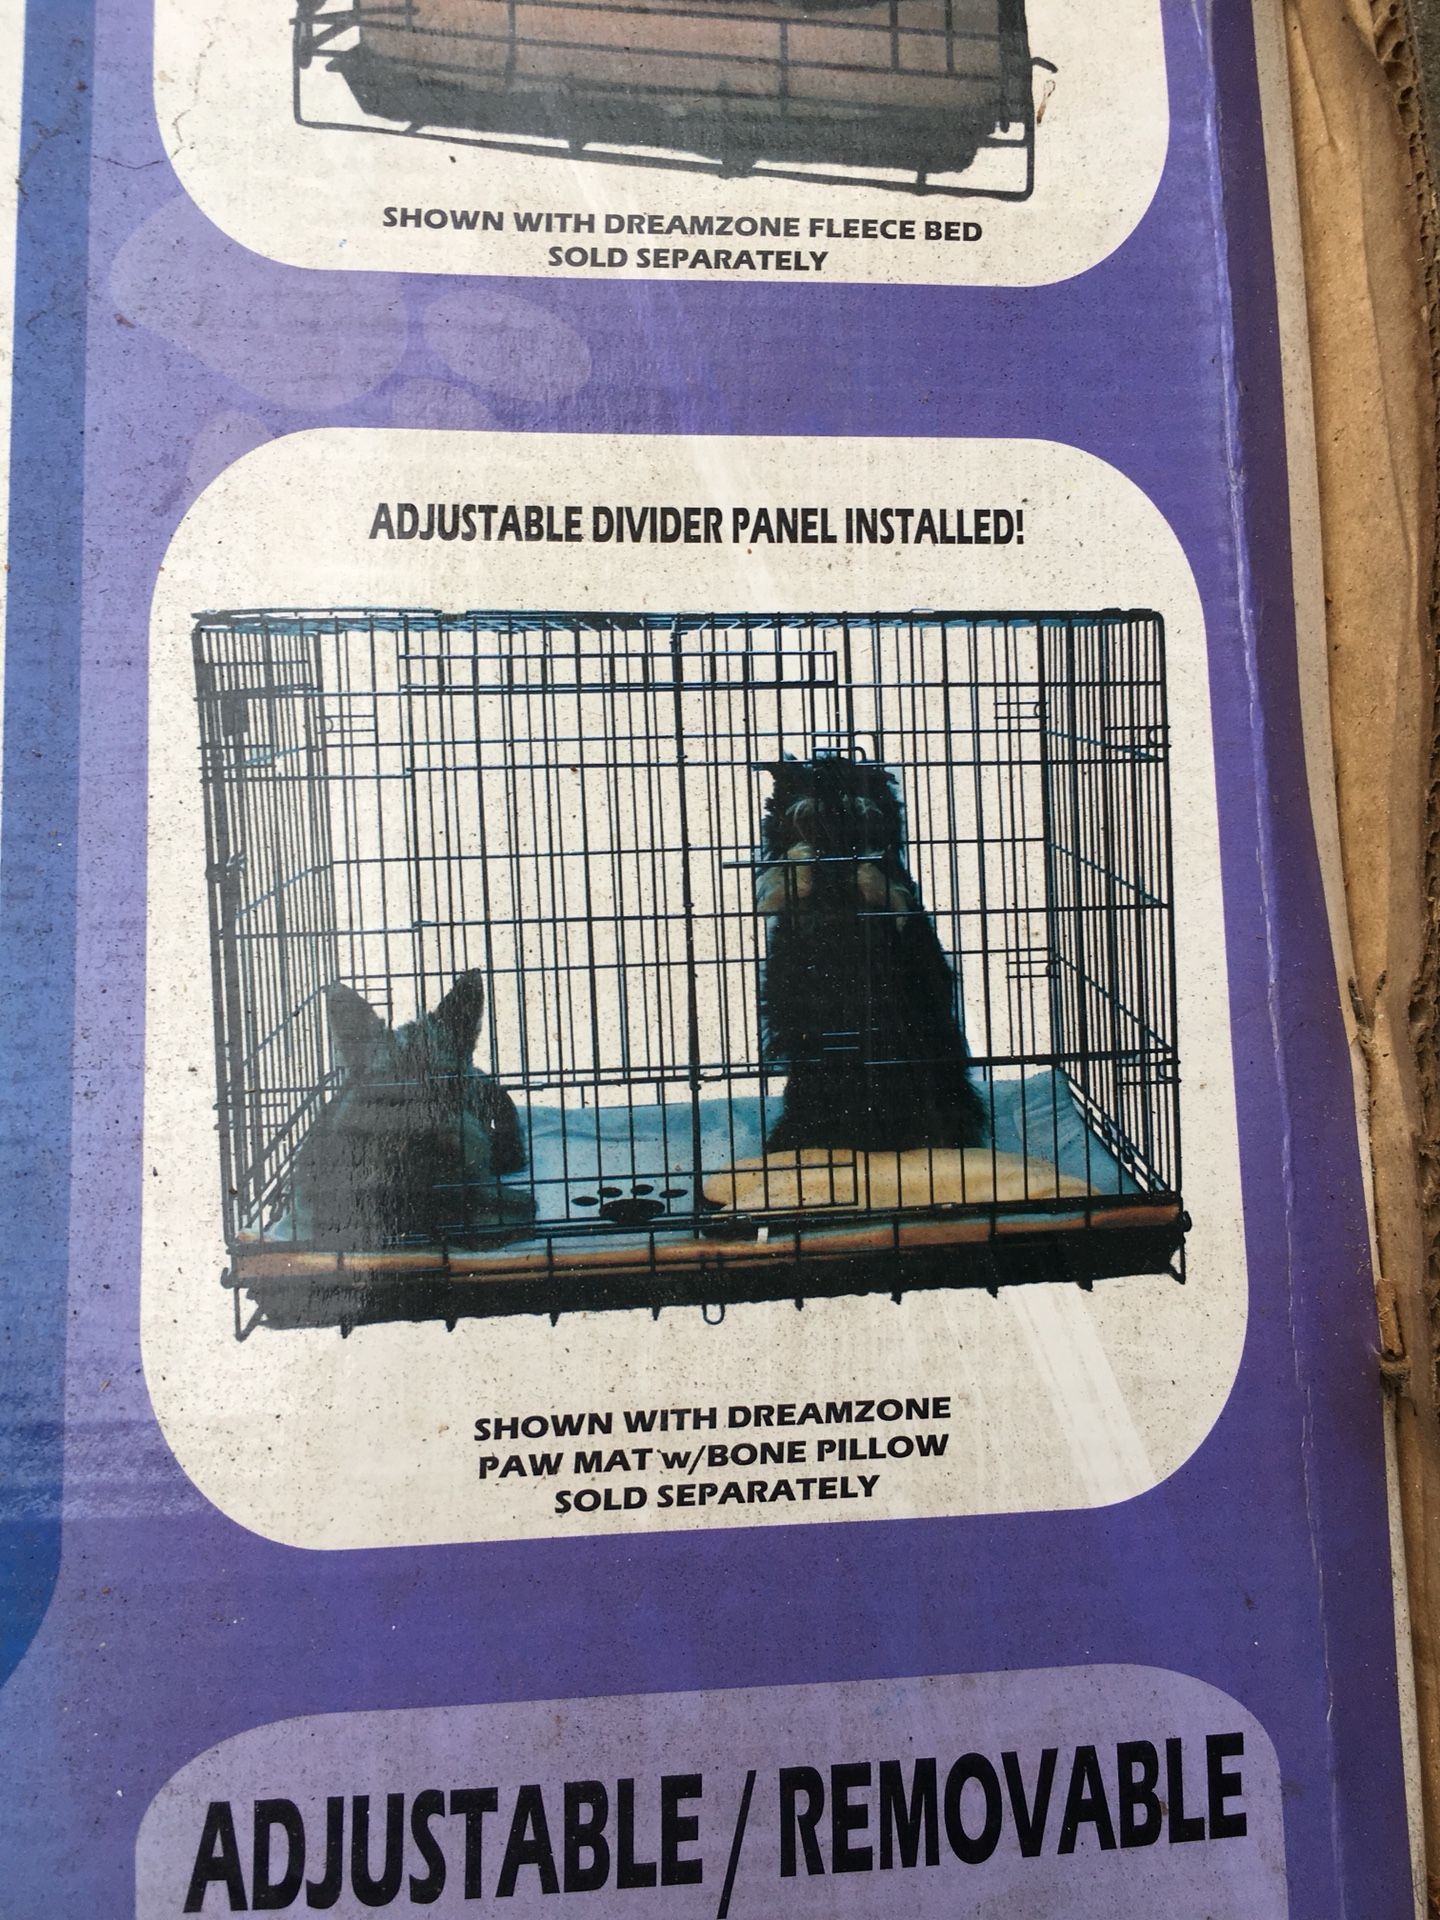 SHOWN WITH DREAMZONE FLEECE BED
SOLD SEPARATELY
ADJUSTABLE DIVIDER PANEL INSTALLED!
SHOWN WITH DREAMZONE
PAW MAT w/BONE PILLOW
SOLD SEPARATELY
ADJUSTABLE / REMOVABLE